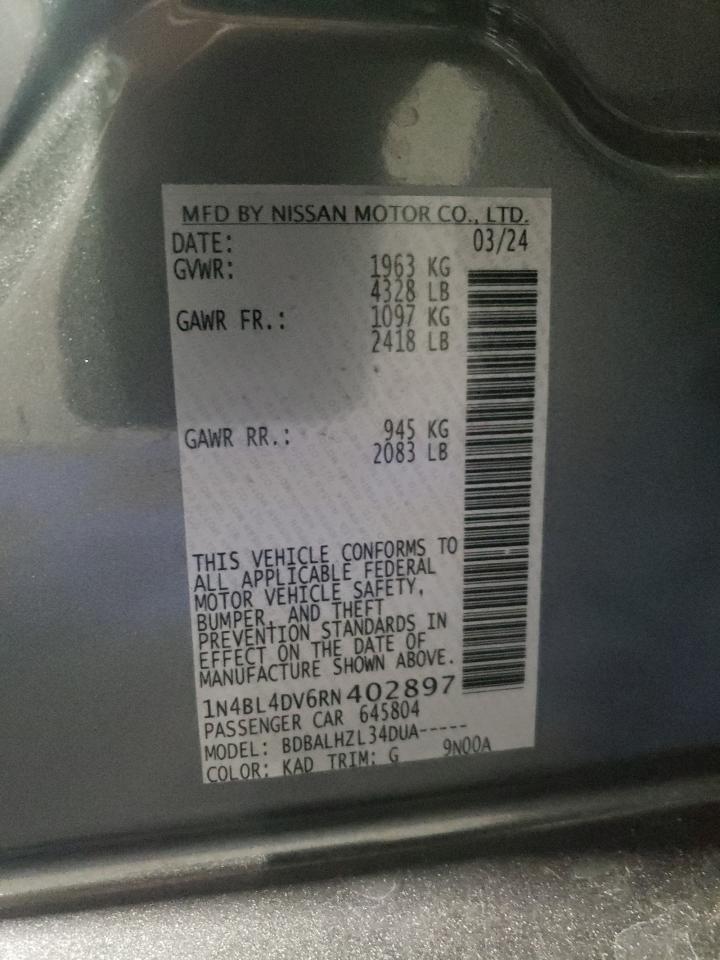 MFD BY NISSAN MOTOR CO., LTD.
DATE: 03/24
GVWR: 1963 KG
4328 LB
GAWR FR.: 1097 KG
2418 LB
GAWR RR.: 945 KG
2083 LB
THIS VEHICLE CONFORMS TO
ALL APPLICABLE FEDERAL
MOTOR VEHICLE SAFETY,
BUMPER, AND THEFT
PREVENTION STANDARDS IN
EFFECT ON THE DATE OF
MANUFACTURE SHOWN ABOVE.
1N4BL4DV6RN402897
PASSENGER CAR 645804
MODEL: BDBALHZL34DUA-----
COLOR: KAD TRIM: G 9N00A